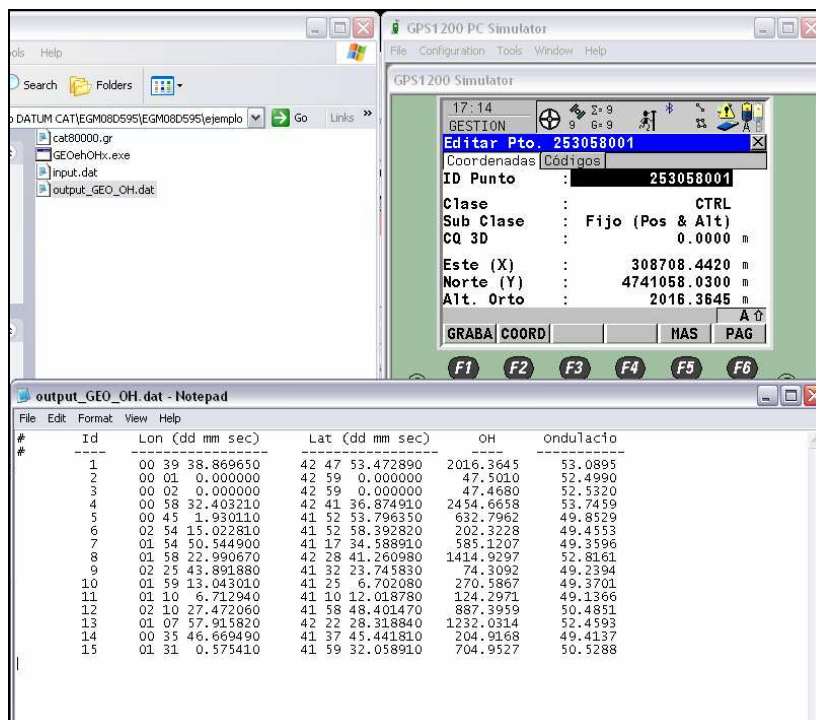 ols Help
Search Folders
DATUM CAT\EGM08D595\EGM08D595\ejemplo Go Links »
cat80000.gr
GEOehOHx.exe
input.dat
output_GEO_OH.dat
GPS1200 PC Simulator
File Configuration Tools Window Help
GPS1200 Simulator
17:14
GESTION 9 Σ= 9 G= 9 A B
Editar Pto. 253058001
Coordenadas Códigos
ID Punto : 253058001
Clase : CTRL
Sub Clase : Fijo (Pos & Alt)
CQ 3D : 0.0000 m
Este (X) : 308708.4420 m
Norte (Y) : 4741058.0300 m
Alt. Orto : 2016.3645 m
A
GRABA COORD MAS PAG
F1 F2 F3 F4 F5 F6
output_GEO_OH.dat - Notepad
File Edit Format View Help
# Id Lon (dd mm sec) Lat (dd mm sec) OH Ondulacio
# ---- ---------------- ---------------- ---- -----------
1 00 39 38.869650 42 47 53.472890 2016.3645 53.0895
2 00 01 0.000000 42 59 0.000000 47.5010 52.4990
3 00 02 0.000000 42 59 0.000000 47.4680 52.5320
4 00 58 32.403210 42 41 36.874910 2454.6658 53.7459
5 00 45 1.930110 41 52 53.796350 632.7962 49.8529
6 02 54 15.022810 41 52 58.392820 202.3228 49.4553
7 01 54 50.544900 41 17 34.588910 585.1207 49.3596
8 01 58 22.990670 42 28 41.260980 1414.9297 52.8161
9 02 25 43.891880 41 32 23.745830 74.3092 49.2394
10 01 59 13.043010 41 25 6.702080 270.5867 49.3701
11 01 10 6.712940 41 10 12.018780 124.2971 49.1366
12 02 10 27.472060 41 58 48.401470 887.3959 50.4851
13 01 07 57.915820 42 22 28.318840 1232.0314 52.4593
14 00 35 46.669490 41 37 45.441810 204.9168 49.4137
15 01 31 0.575410 41 59 32.058910 704.9527 50.5288